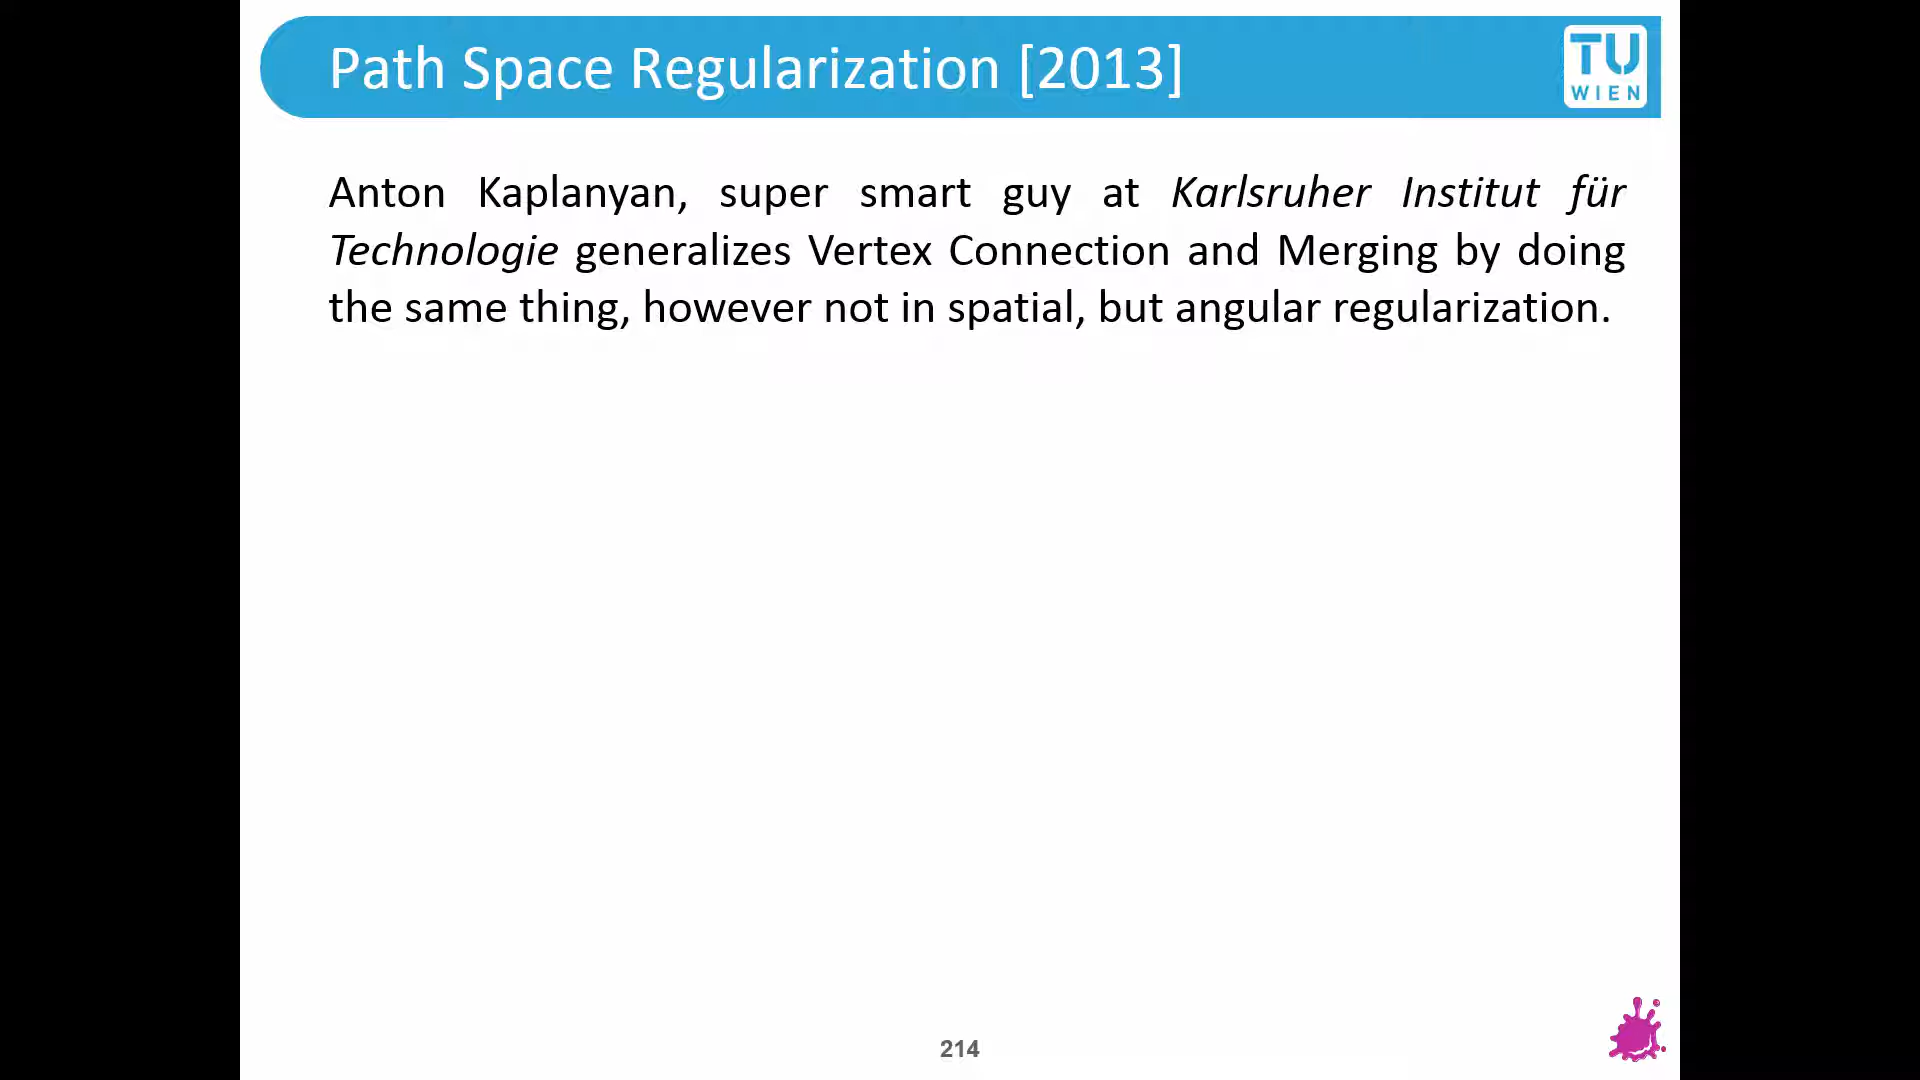 Path Space Regularization [2013]
TU
WIEN
Anton Kaplanyan, super smart guy at Karlsruher Institut für
Technologie generalizes Vertex Connection and Merging by doing
the same thing, however not in spatial, but angular regularization.
214